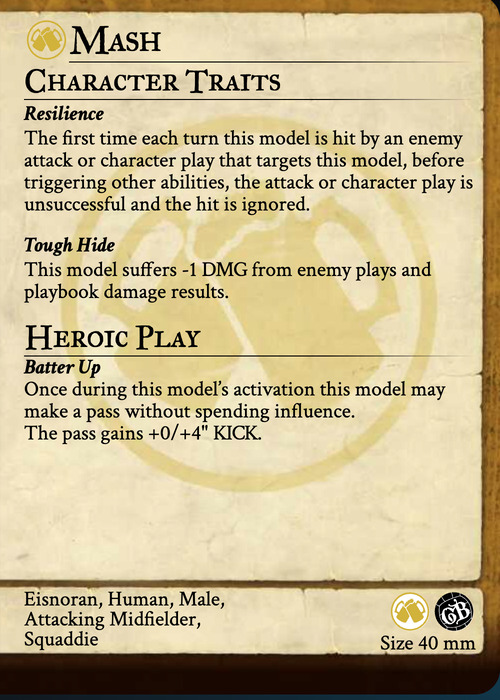 Mash
Character Traits
Resilience
The first time each turn this model is hit by an enemy
attack or character play that targets this model, before
triggering other abilities, the attack or character play is
unsuccessful and the hit is ignored.
Tough Hide
This model suffers -1 DMG from enemy plays and
playbook damage results.
Heroic Play
Batter Up
Once during this model's activation this model may
make a pass without spending influence.
The pass gains +0/+4" KICK.
Eisnoran, Human, Male,
Attacking Midfielder,
Squaddie
GB
Size 40 mm